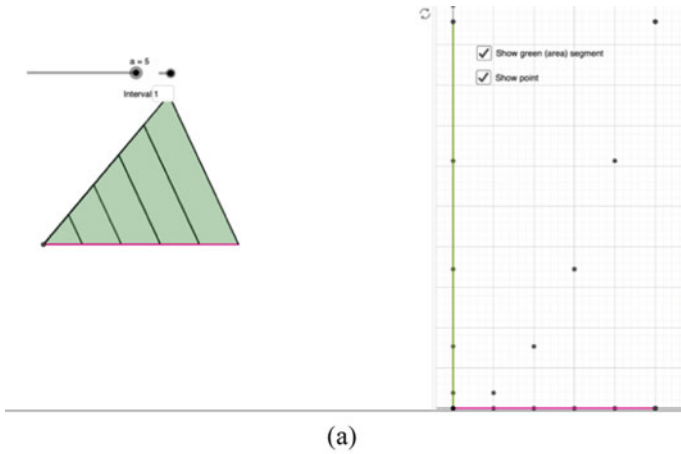 a = 5
Interval 1
Show green (area) segment
Show point
(a)